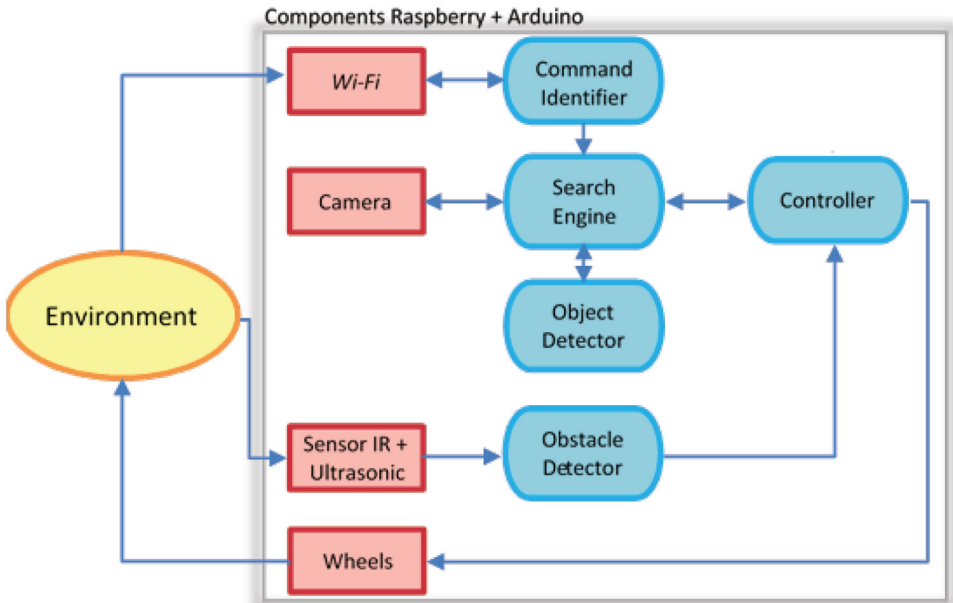 Components Raspberry + Arduino
Wi-Fi
Command
Identifier
Camera
Search
Engine
Controller
Environment
Object
Detector
Sensor IR +
Ultrasonic
Obstacle
Detector
Wheels